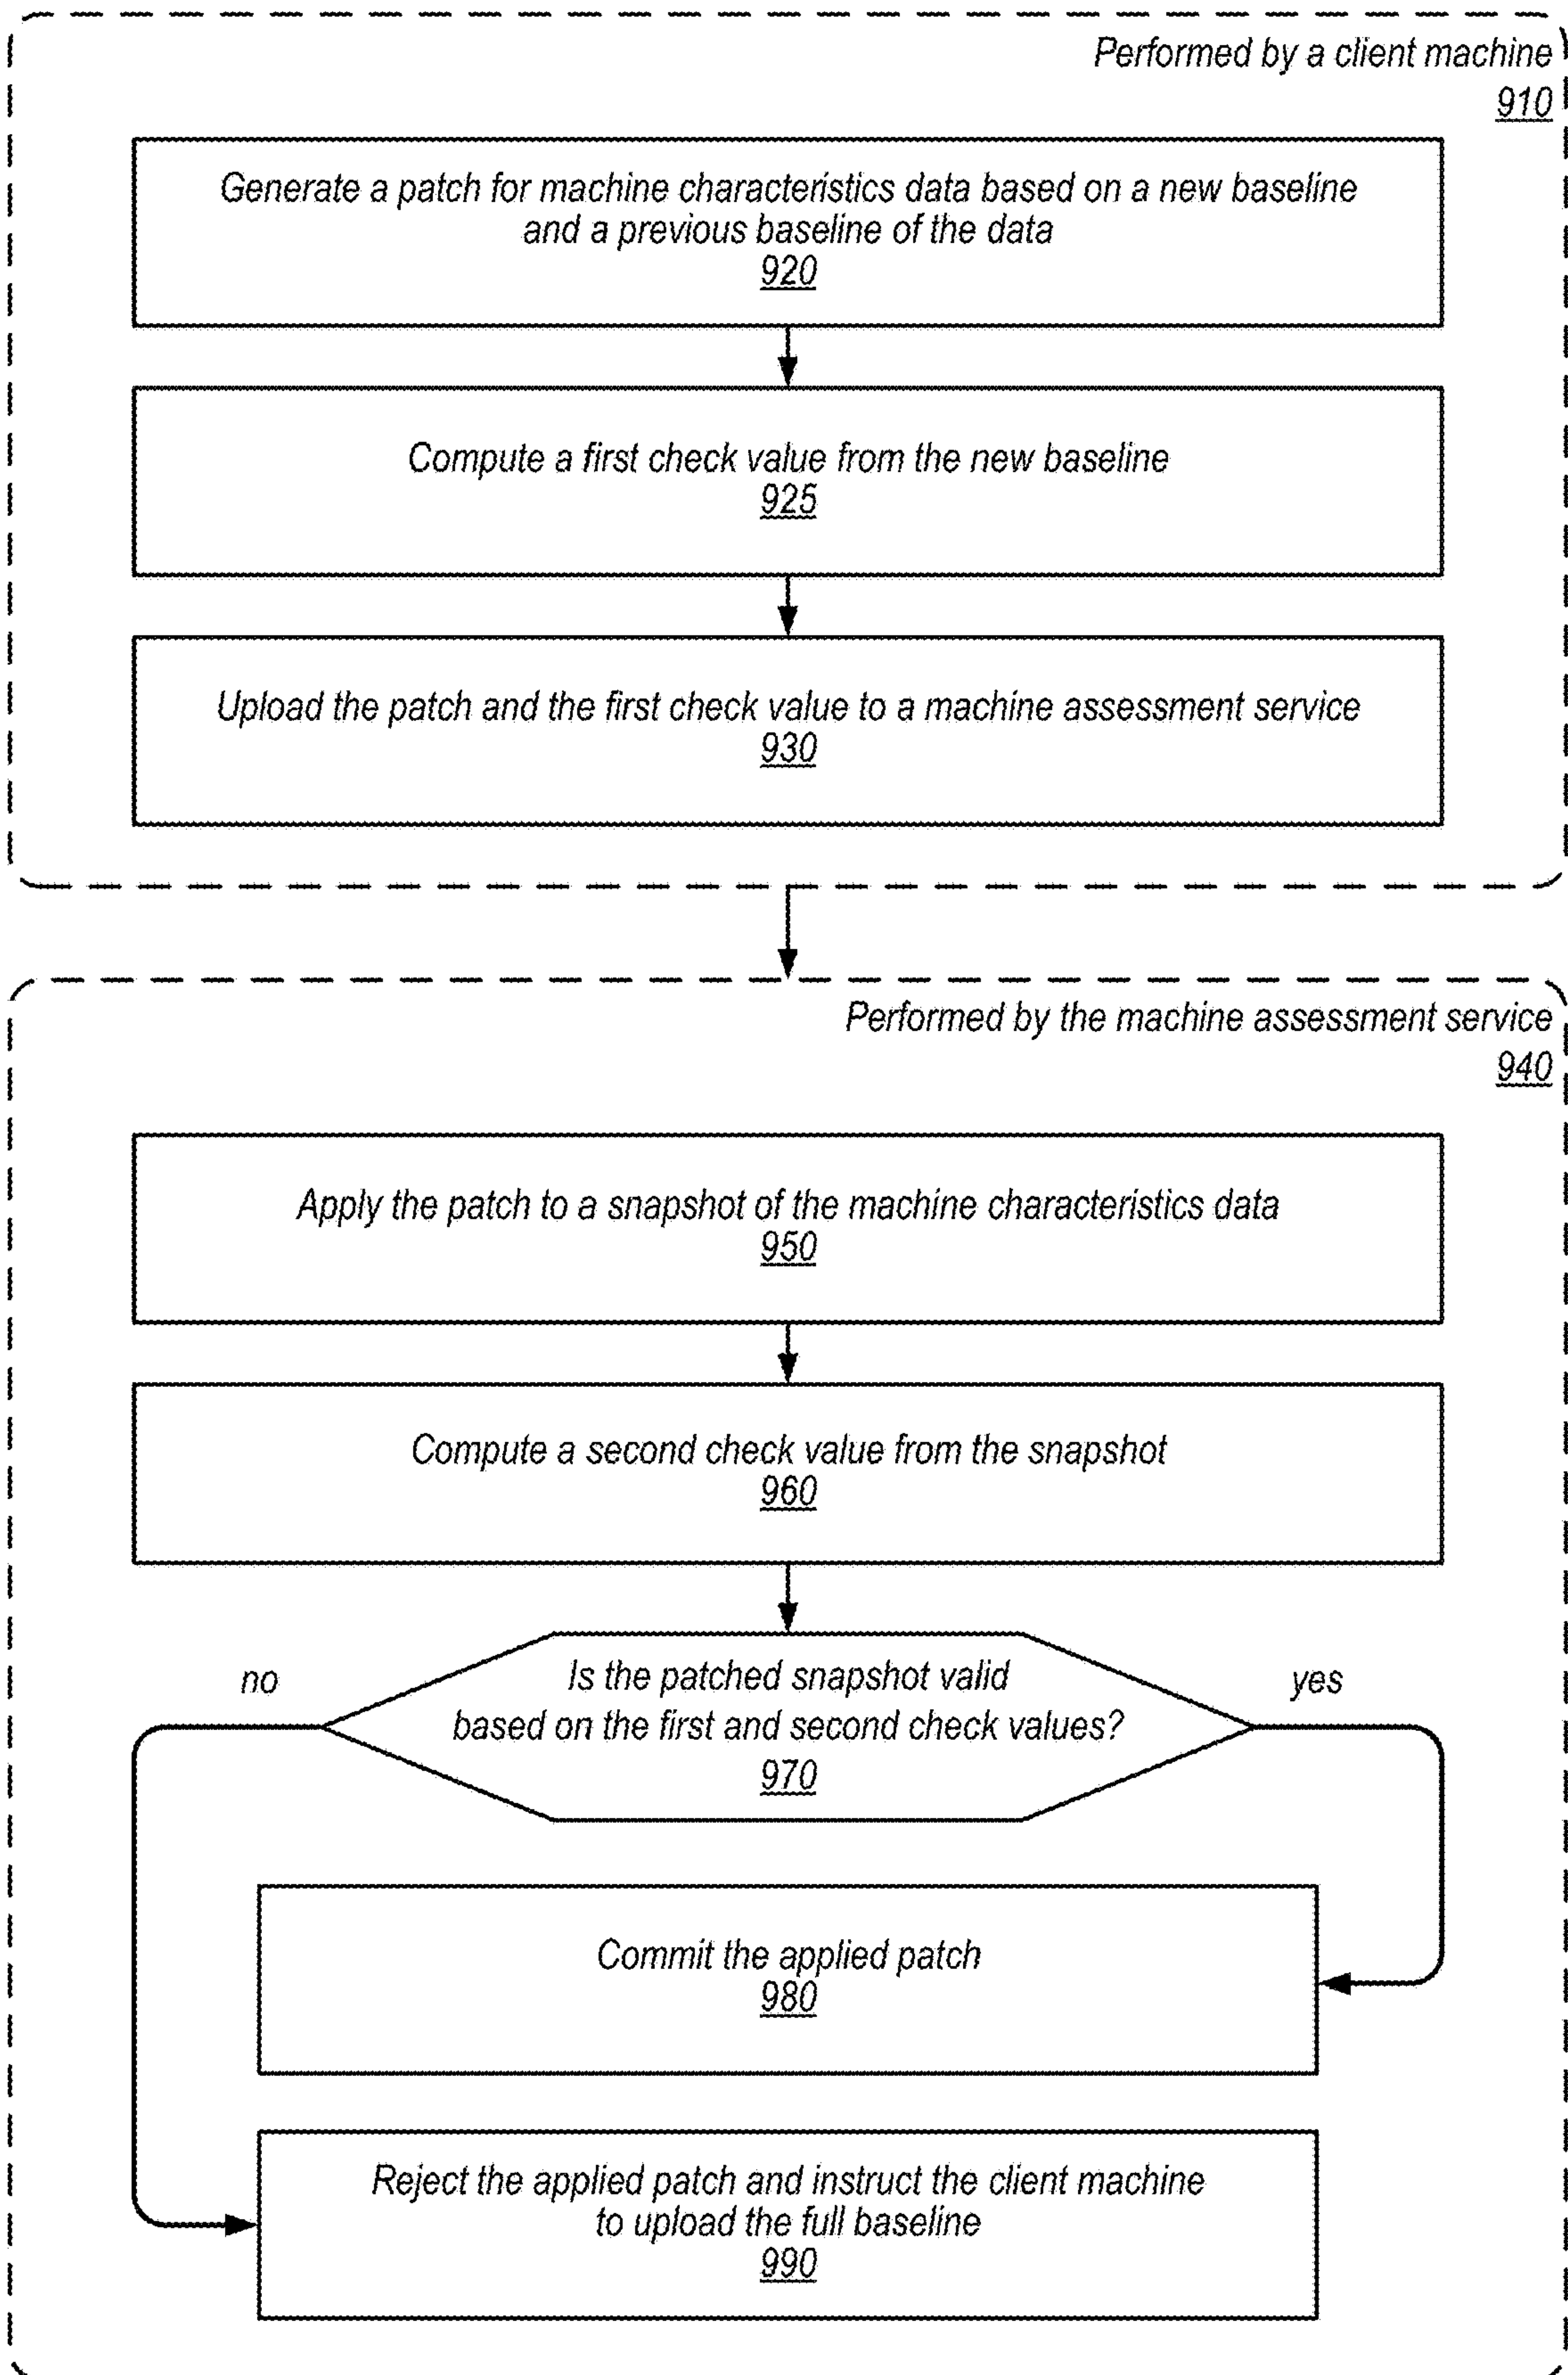 Performed by a client machine
910
Generate a patch for machine characteristics data based on a new baseline
and a previous baseline of the data
920
Compute a first check value from the new baseline
925
Upload the patch and the first check value to a machine assessment service
930
Performed by the machine assessment service
940
Apply the patch to a snapshot of the machine characteristics data
950
Compute a second check value from the snapshot
960
no
Is the patched snapshot valid
yes
based on the first and second check values?
970
Commit the applied patch
980
Reject the applied patch and instruct the client machine
to upload the full baseline
990